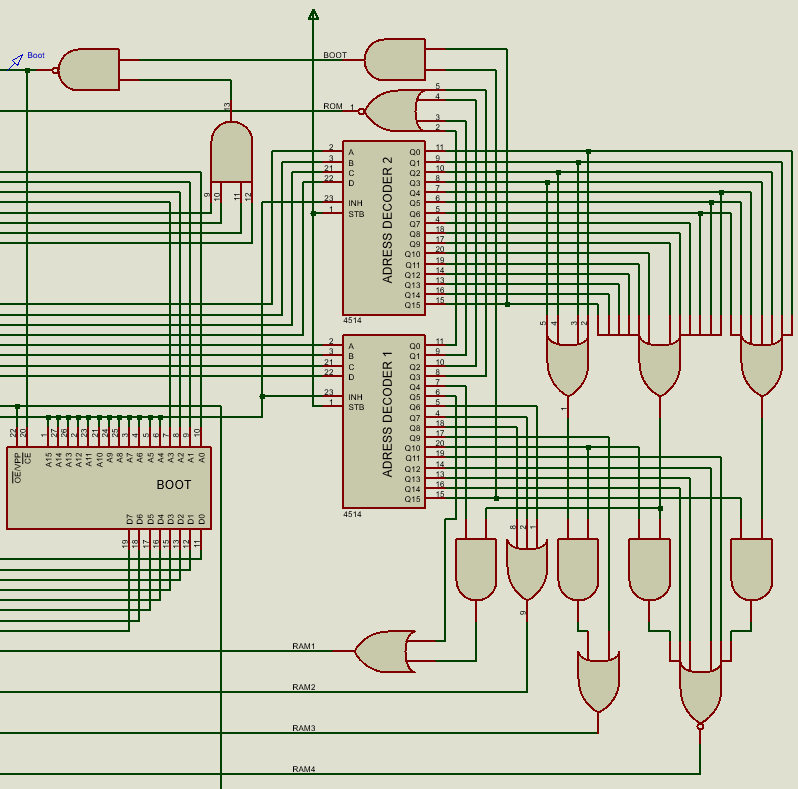 Boot
BOOT
5
4
ROM 1
3
2
13
9 10 11 12
2 A Q0 11
3 B Q1 9
21 C Q2 10
22 D Q3 8
Q4 7
23 INH Q5 6
1 STB Q6 5
Q7 4
Q8 18
Q9 17
Q10 20
Q11 19
Q12 14
Q13 13
Q14 16
Q15 15
ADRESS DECODER 2
4514
5 4 3 2
1
2 A Q0 11
3 B Q1 9
21 C Q2 10
22 D Q3 8
Q4 7
23 INH Q5 6
1 STB Q6 5
Q7 4
Q8 18
Q9 17
Q10 20
Q11 19
Q12 14
Q13 13
Q14 16
Q15 15
ADRESS DECODER 1
4514
22 20 1 27 26 2 23 21 24 25 3 4 5 6 7 8 9 10
OE/VPP CE A15 A14 A13 A12 A11 A10 A9 A8 A7 A6 A5 A4 A3 A2 A1 A0
BOOT
D7 D6 D5 D4 D3 D2 D1 D0
19 18 17 16 15 13 12 11
8 2 1
9
RAM1
RAM2
RAM3
RAM4